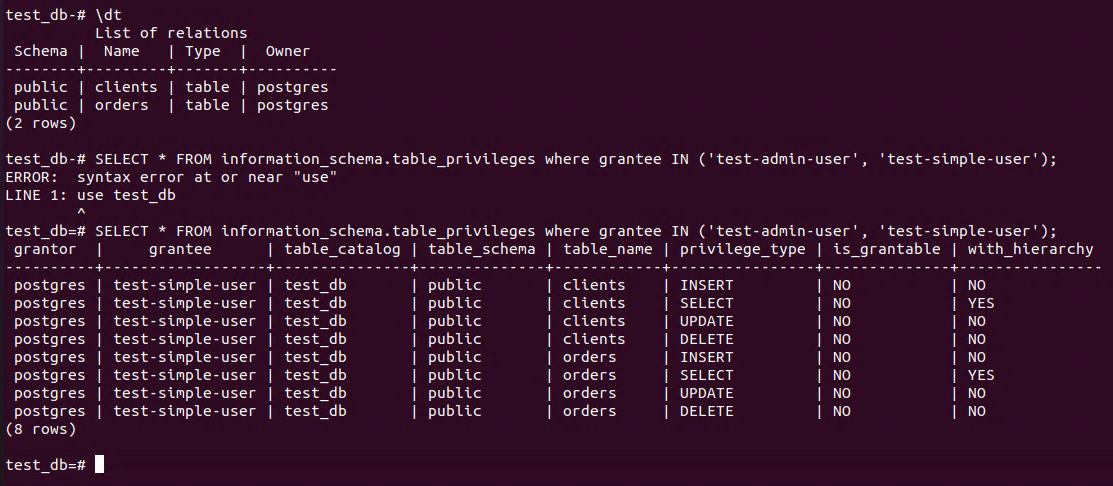 test_db-# \dt
         List of relations
 Schema |  Name   | Type  |  Owner
--------+---------+-------+----------
 public | clients | table | postgres
 public | orders  | table | postgres
(2 rows)

test_db-# SELECT * FROM information_schema.table_privileges where grantee IN ('test-admin-user', 'test-simple-user');
ERROR:  syntax error at or near "use"
LINE 1: use test_db
        ^
test_db=# SELECT * FROM information_schema.table_privileges where grantee IN ('test-admin-user', 'test-simple-user');
 grantor  |     grantee      | table_catalog | table_schema | table_name | privilege_type | is_grantable | with_hierarchy
----------+------------------+---------------+--------------+------------+----------------+--------------+----------------
 postgres | test-simple-user | test_db       | public       | clients    | INSERT         | NO           | NO
 postgres | test-simple-user | test_db       | public       | clients    | SELECT         | NO           | YES
 postgres | test-simple-user | test_db       | public       | clients    | UPDATE         | NO           | NO
 postgres | test-simple-user | test_db       | public       | clients    | DELETE         | NO           | NO
 postgres | test-simple-user | test_db       | public       | orders     | INSERT         | NO           | NO
 postgres | test-simple-user | test_db       | public       | orders     | SELECT         | NO           | YES
 postgres | test-simple-user | test_db       | public       | orders     | UPDATE         | NO           | NO
 postgres | test-simple-user | test_db       | public       | orders     | DELETE         | NO           | NO
(8 rows)

test_db=#